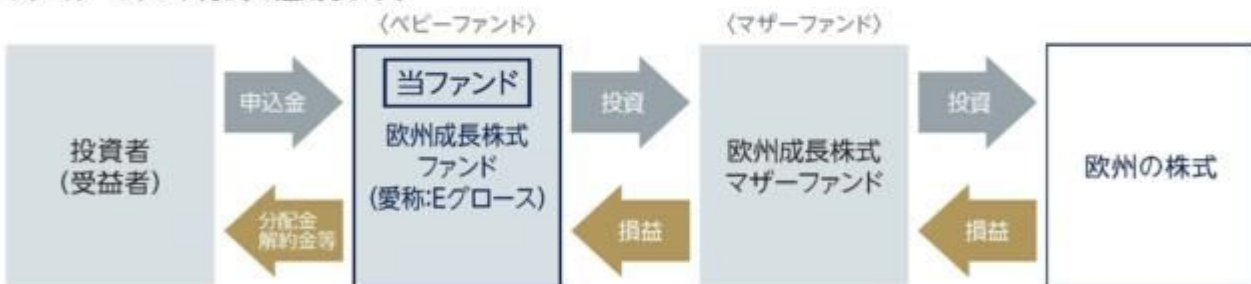 〈ベビーファンド〉
〈マザーファンド〉
投資者
(受益者)
申込金
分配金
解約金等
当ファンド
欧州成長株式
ファンド
(愛称:Eグロース)
投資
損益
欧州成長株式
マザーファンド
投資
損益
欧州の株式